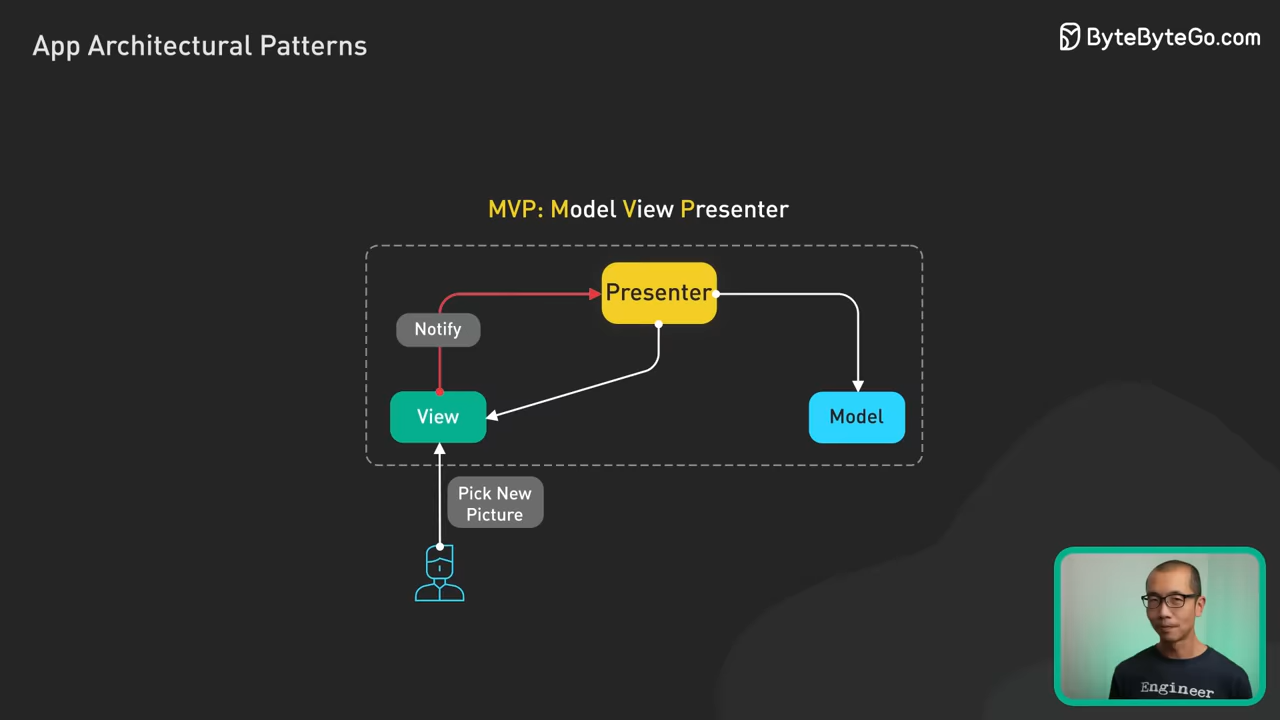 App Architectural Patterns
ByteByteGo.com
MVP: Model View Presenter
Presenter
Notify
View
Model
Pick New
Picture
Engineer